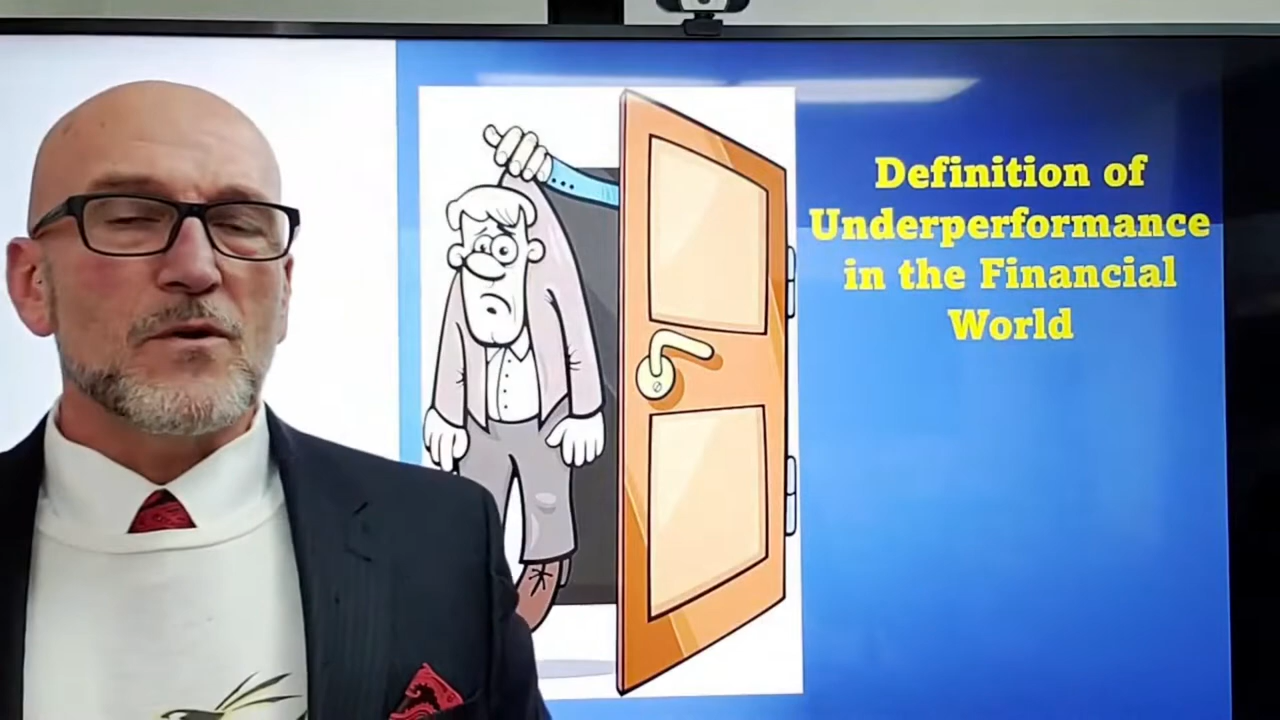 Definition of
Underperformance
in the Financial
World